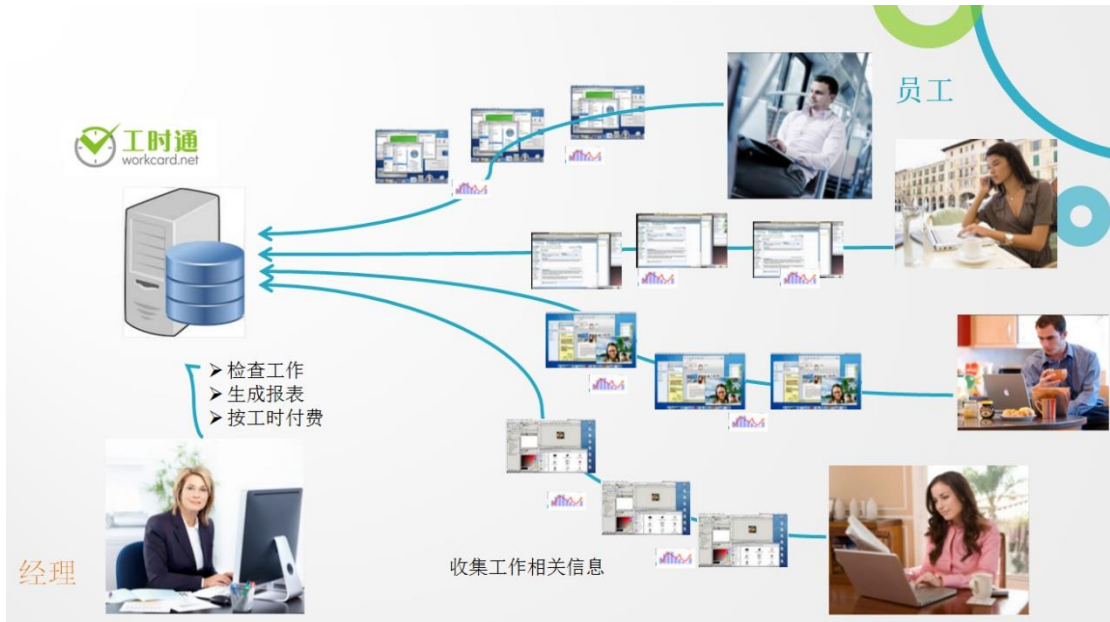 员工
工时通
workcard.net
检查工作
生成报表
按工时付费
收集工作相关信息
经理